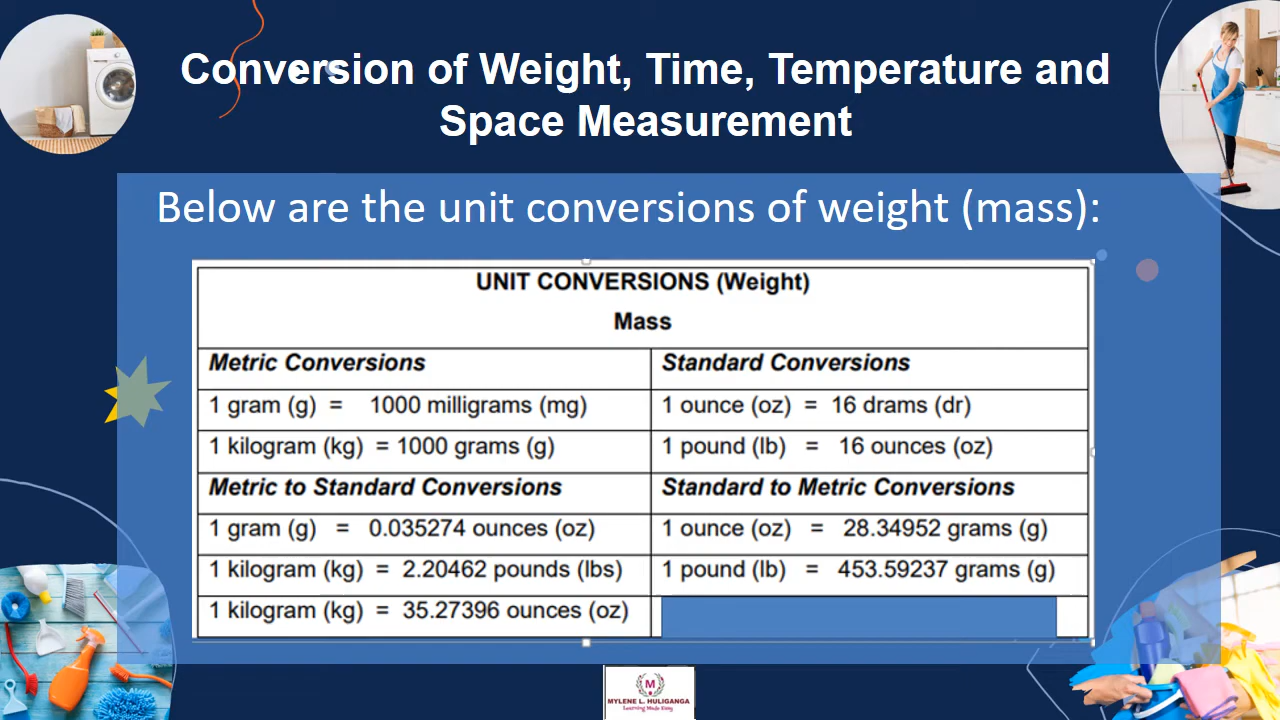 Conversion of Weight, Time, Temperature and
Space Measurement
Below are the unit conversions of weight (mass):
UNIT CONVERSIONS (Weight)
Mass
Metric Conversions
Standard Conversions
1 gram (g) = 1000 milligrams (mg)
1 ounce (oz) = 16 drams (dr)
1 kilogram (kg) = 1000 grams (g)
1 pound (lb) = 16 ounces (oz)
Metric to Standard Conversions
Standard to Metric Conversions
1 gram (g) = 0.035274 ounces (oz)
1 ounce (oz) = 28.34952 grams (g)
1 kilogram (kg) = 2.20462 pounds (lbs)
1 pound (lb) = 453.59237 grams (g)
1 kilogram (kg) = 35.27396 ounces (oz)
M
MYLENE L. HULIGANGA
Learning Made Easy